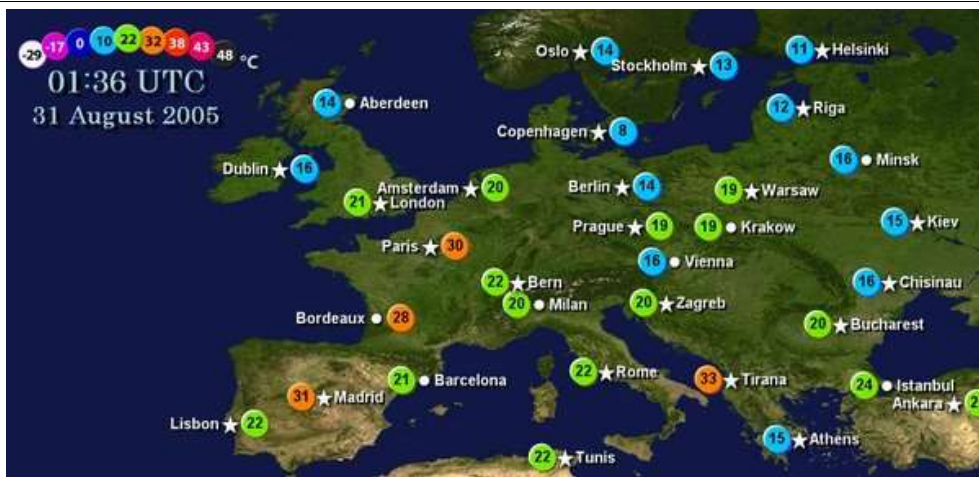 -29 -17 0 10 22 32 38 43 48 °C
01:36 UTC
31 August 2005
Oslo 14
11 Helsinki
Stockholm 13
14 Aberdeen
12 Riga
Copenhagen 8
16 Minsk
Dublin 16
Amsterdam 20
Berlin 14
19 Warsaw
21 London
Prague 19
19 Krakow
15 Kiev
Paris 30
16 Vienna
22 Bern
16 Chisinau
20 Milan
20 Zagreb
Bordeaux 28
20 Bucharest
22 Rome
33 Tirana
21 Barcelona
24 Istanbul
31 Madrid
Ankara
Lisbon 22
15 Athens
22 Tunis